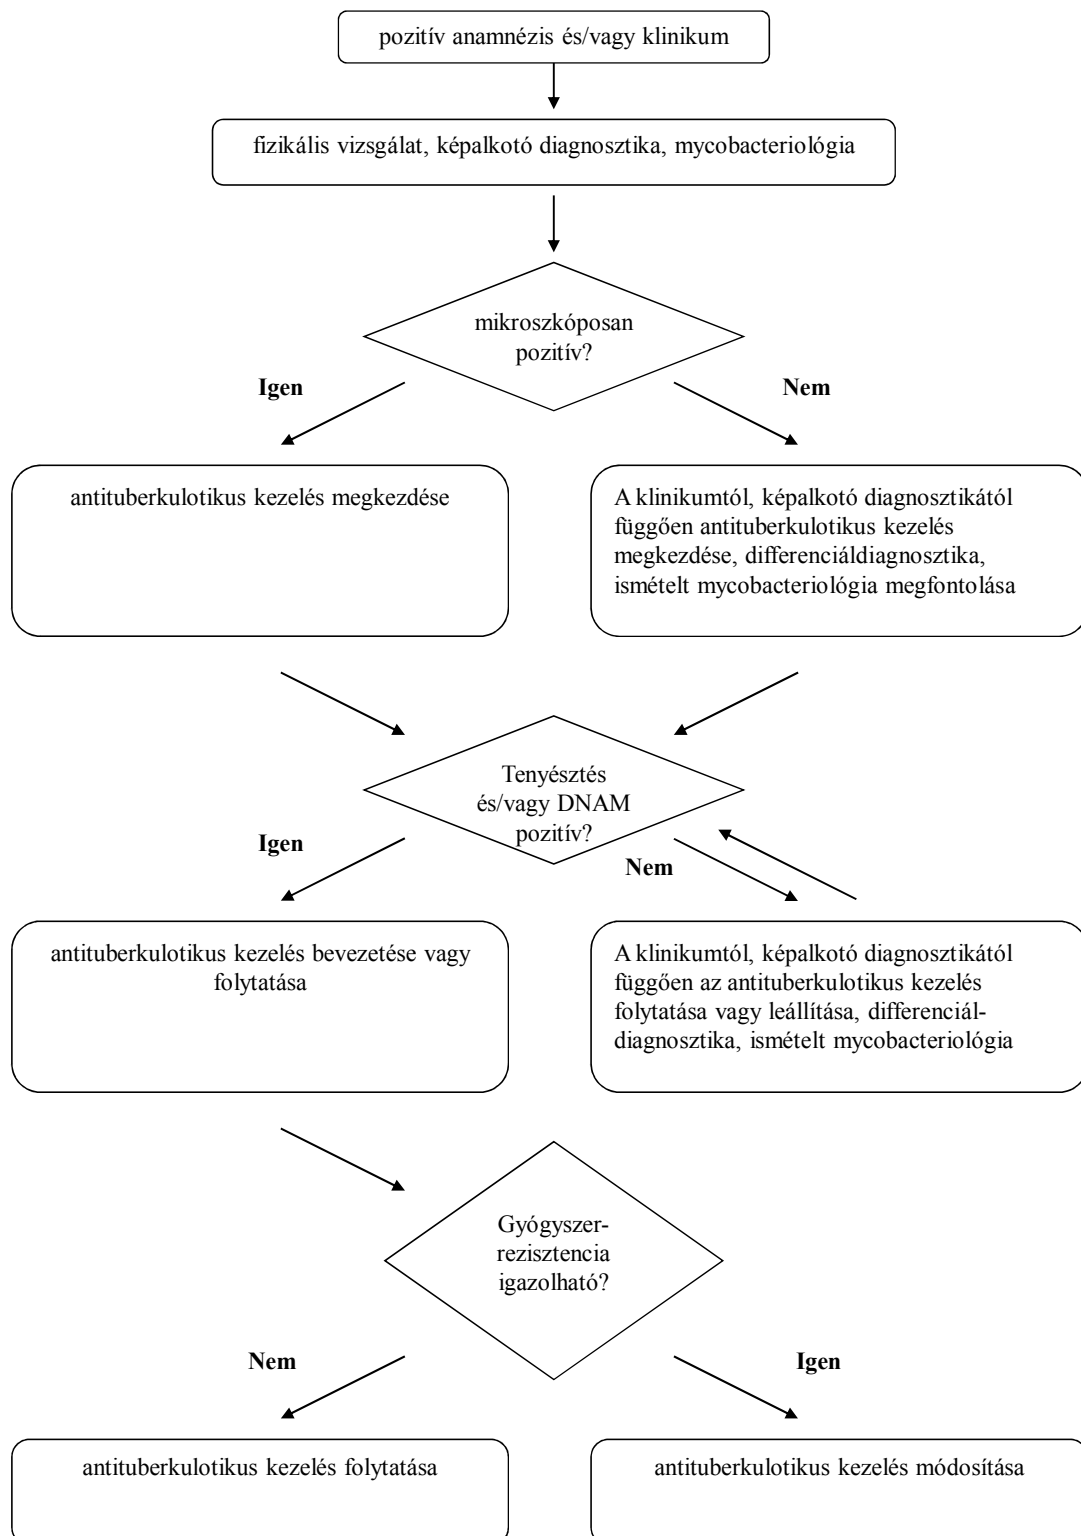 pozitív anamnézis és/vagy klinikum
fizikális vizsgálat, képalkotó diagnosztika, mycobacteriológia
mikroszkóposan
pozitív?
Igen
Nem
antituberkulotikus kezelés megkezdése
A klinikumtól, képalkotó diagnosztikától
függően antituberkulotikus kezelés
megkezdése, differenciáldiagnosztika,
ismételt mycobacteriológia megfontolása
Tenyésztés
és/vagy DNAM
pozitív?
Igen
Nem
antituberkulotikus kezelés bevezetése vagy
folytatása
A klinikumtól, képalkotó diagnosztikától
függően az antituberkulotikus kezelés
folytatása vagy leállítása, differenciál-
diagnosztika, ismételt mycobacteriológia
Gyógyszer-
rezisztencia
igazolható?
Nem
Igen
antituberkulotikus kezelés folytatása
antituberkulotikus kezelés módosítása